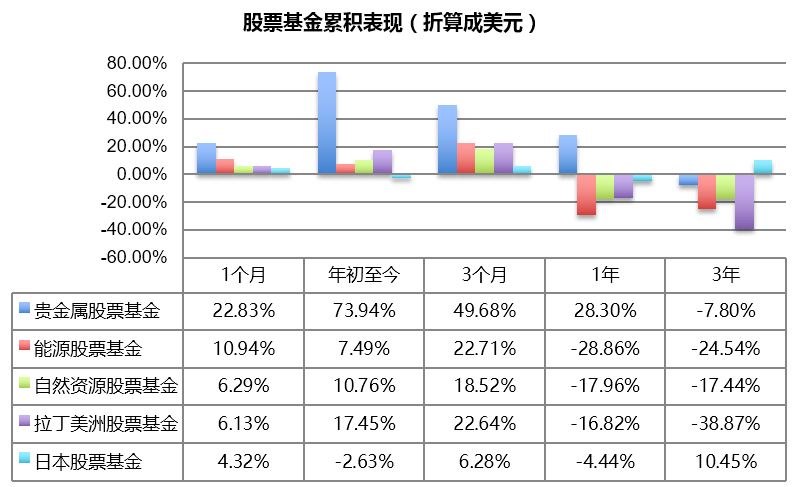 股票基金累积表现（折算成美元）
80.00%
60.00%
40.00%
20.00%
0.00%
-20.00%
-40.00%
-60.00%
1个月 年初至今 3个月 1年 3年
贵金属股票基金 22.83% 73.94% 49.68% 28.30% -7.80%
能源股票基金 10.94% 7.49% 22.71% -28.86% -24.54%
自然资源股票基金 6.29% 10.76% 18.52% -17.96% -17.44%
拉丁美洲股票基金 6.13% 17.45% 22.64% -16.82% -38.87%
日本股票基金 4.32% -2.63% 6.28% -4.44% 10.45%